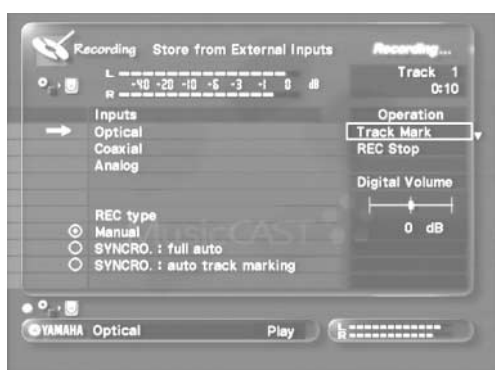 Recording Store from External Inputs
Recording...
L
-40 -20 -10 -6 -3 -1 0 dB
R
Track 1
0:10
Inputs
Optical
Coaxial
Analog
Operation
Track Mark
REC Stop
Digital Volume
0 dB
REC type
Manual
SYNCRO. : full auto
SYNCRO. : auto track marking
MusicCAST
YAMAHA Optical Play
L
R